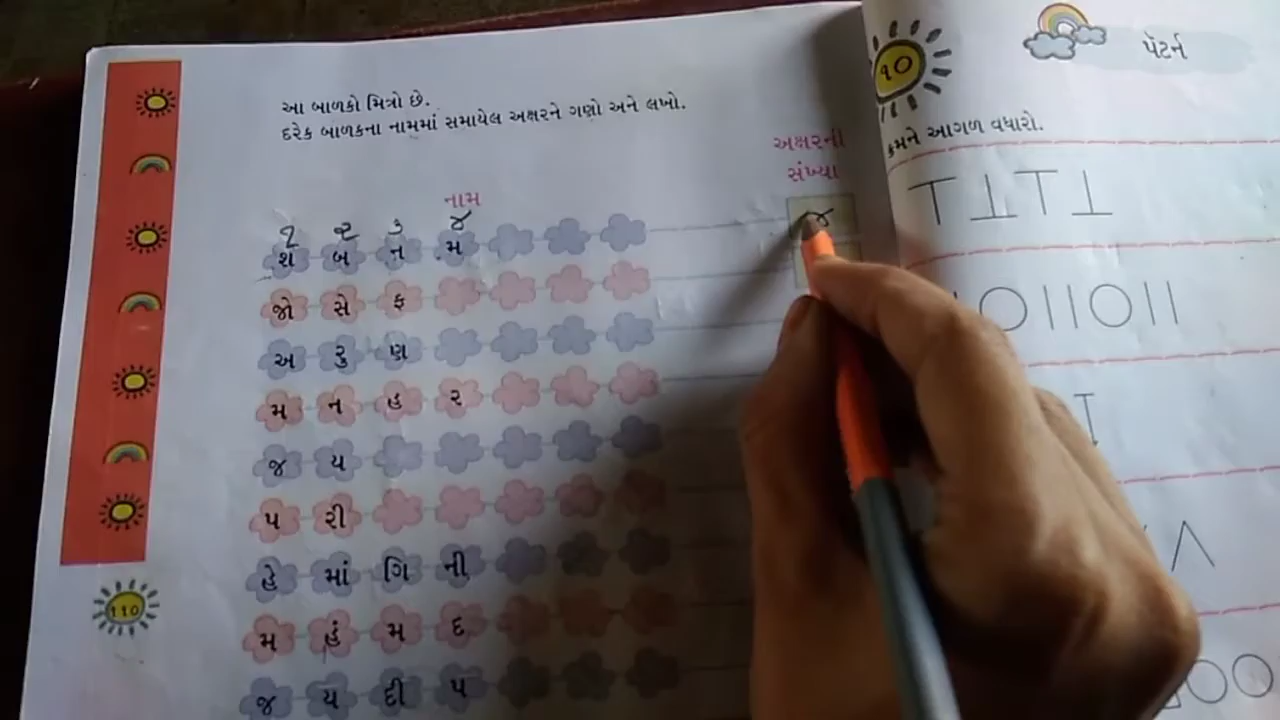 આ બાળકો મિત્રો છે.
દરેક બાળકના નામમાં સમાયેલ અક્ષરને ગણો અને લખો.
અક્ષરની
સંખ્યા
નામ
૧ ૨ ૩ ૪
શ બ ન મ ૪
જો સે ફ
અ રુ ણ
મ ન હ ર
જ ય
પ રી
હે માં ગિ ની
મ હં મ દ
જ ય દી પ
110
૧૦
પૅટર્ન
ક્રમને આગળ વધારો.